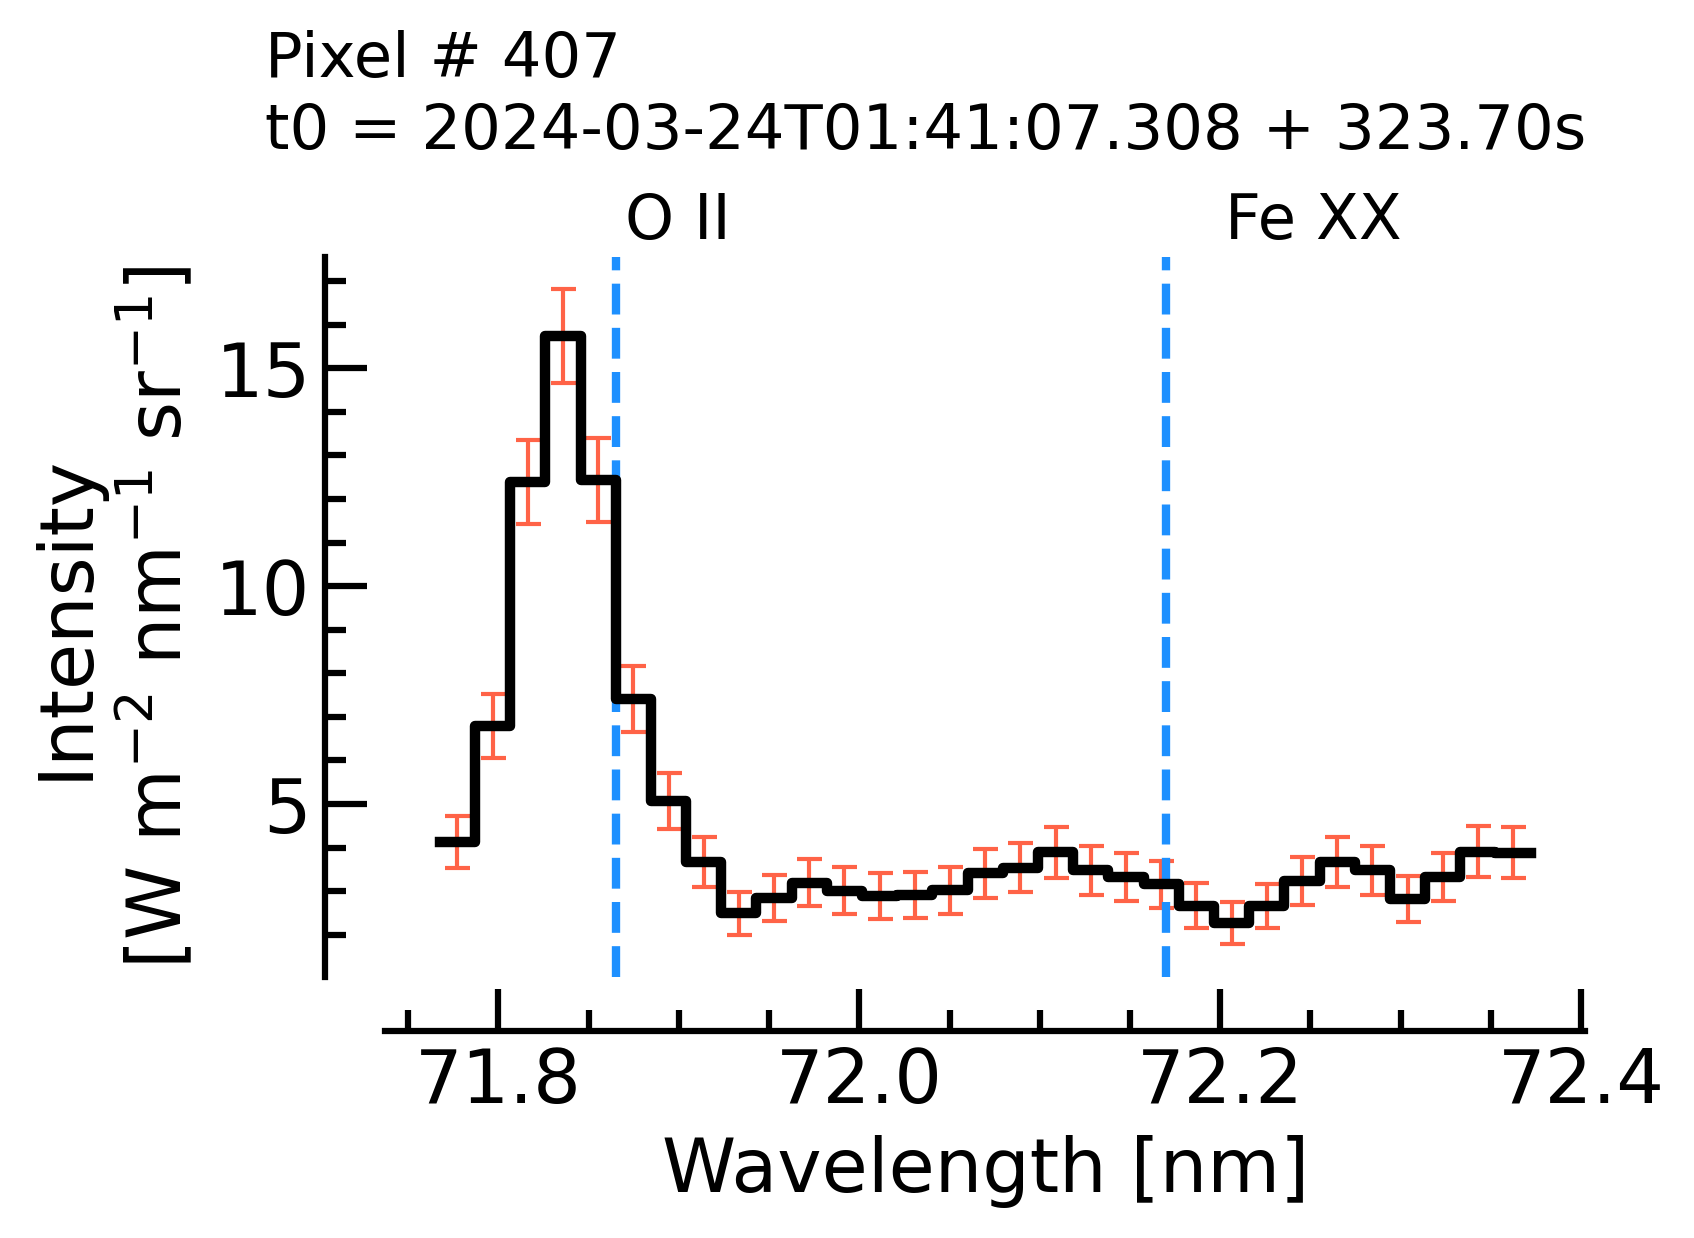 Pixel # 407
t0 = 2024-03-24T01:41:07.308 + 323.70s
O II
Fe XX
Intensity
[W m⁻² nm⁻¹ sr⁻¹]
15
10
5
71.8 72.0 72.2 72.4
Wavelength [nm]